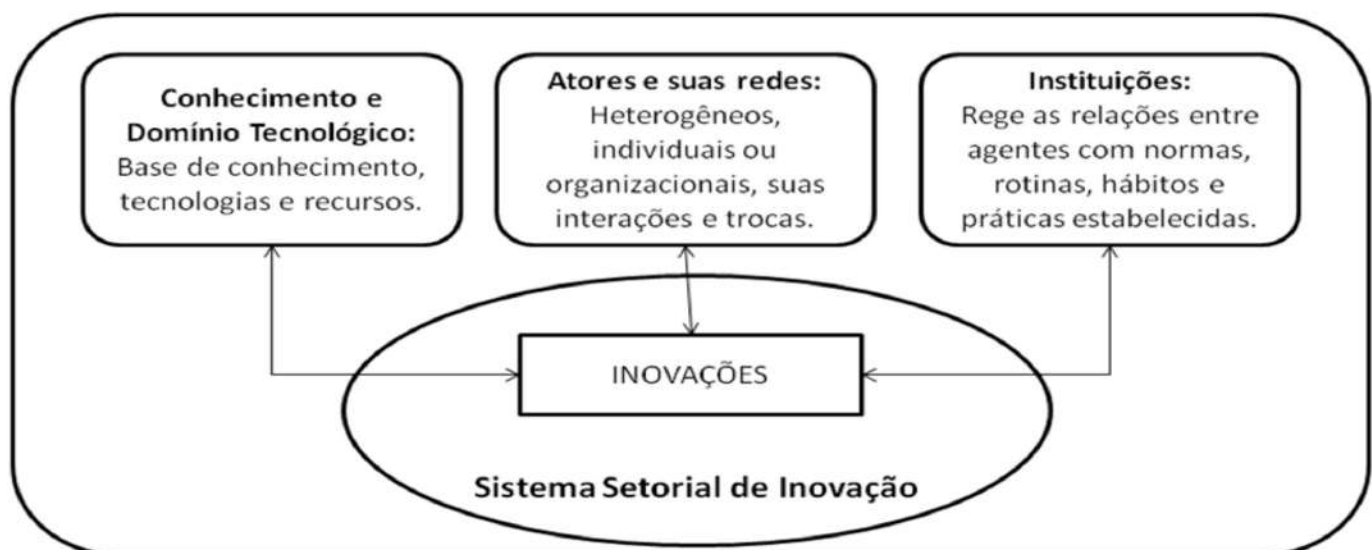 Conhecimento e
Domínio Tecnológico:
Base de conhecimento,
tecnologias e recursos.
Atores e suas redes:
Heterogêneos,
individuais ou
organizacionais, suas
interações e trocas.
Instituições:
Rege as relações entre
agentes com normas,
rotinas, hábitos e
práticas estabelecidas.
INOVAÇÕES
Sistema Setorial de Inovação